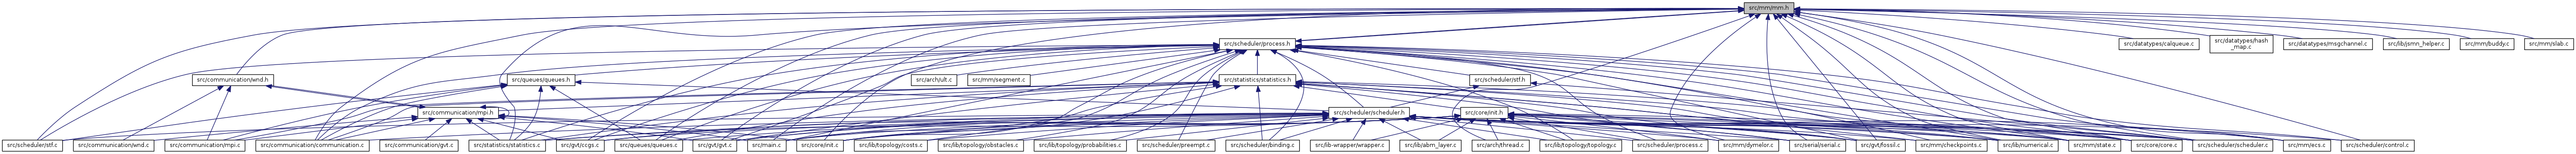 src/mm/mm.h
src/scheduler/process.h
src/datatypes/calqueue.c
src/datatypes/hash
_map.c
src/datatypes/msgchannel.c
src/lib/jsmn_helper.c
src/mm/buddy.c
src/mm/slab.c
src/communication/wnd.h
src/queues/queues.h
src/arch/ult.c
src/mm/segment.c
src/statistics/statistics.h
src/scheduler/stf.h
src/communication/mpi.h
src/scheduler/scheduler.h
src/core/init.h
src/scheduler/stf.c
src/communication/wnd.c
src/communication/mpi.c
src/communication/communication.c
src/communication/gvt.c
src/statistics/statistics.c
src/gvt/ccgs.c
src/queues/queues.c
src/gvt/gvt.c
src/main.c
src/core/init.c
src/lib/topology/costs.c
src/lib/topology/obstacles.c
src/lib/topology/probabilities.c
src/scheduler/preempt.c
src/scheduler/binding.c
src/lib-wrapper/wrapper.c
src/lib/abm_layer.c
src/arch/thread.c
src/lib/topology/topology.c
src/scheduler/process.c
src/mm/dymelor.c
src/serial/serial.c
src/gvt/fossil.c
src/mm/checkpoints.c
src/lib/numerical.c
src/mm/state.c
src/core/core.c
src/scheduler/scheduler.c
src/mm/ecs.c
src/scheduler/control.c